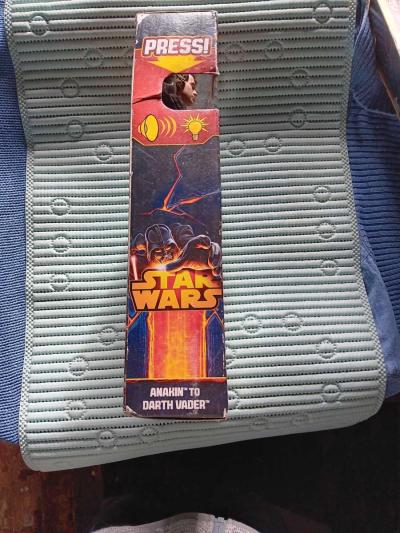 PRESS!
STAR
WARS
ANAKIN™ TO
DARTH VADER™